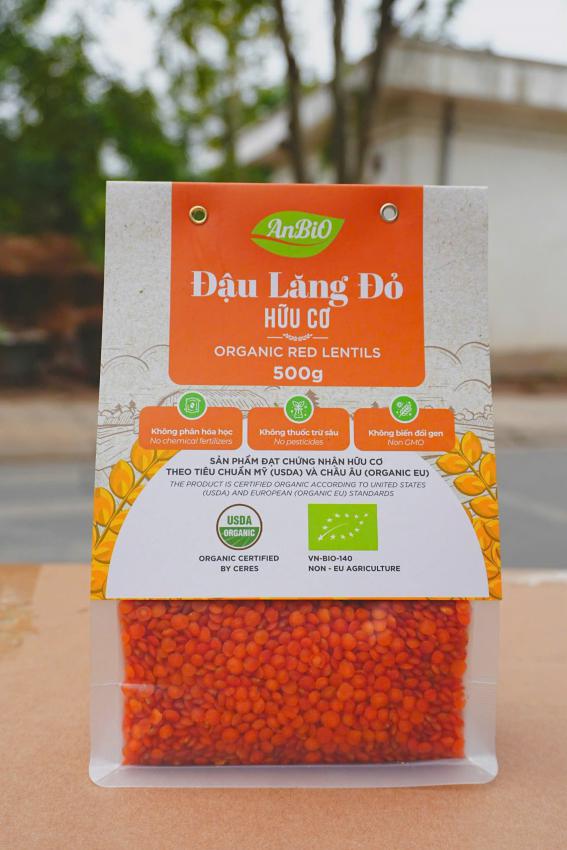 AnBiO
Đậu Lăng Đỏ
HỮU CƠ
ORGANIC RED LENTILS
500g
Không phân hóa học
No chemical fertilizers
Không thuốc trừ sâu
No pesticides
Không biến đổi gen
Non GMO
SẢN PHẨM ĐẠT CHỨNG NHẬN HỮU CƠ
THEO TIÊU CHUẨN MỸ (USDA) VÀ CHÂU ÂU (ORGANIC EU)
THE PRODUCT IS CERTIFIED ORGANIC ACCORDING TO UNITED STATES
(USDA) AND EUROPEAN (ORGANIC EU) STANDARDS
USDA
ORGANIC
ORGANIC CERTIFIED
BY CERES
VN-BIO-140
NON - EU AGRICULTURE